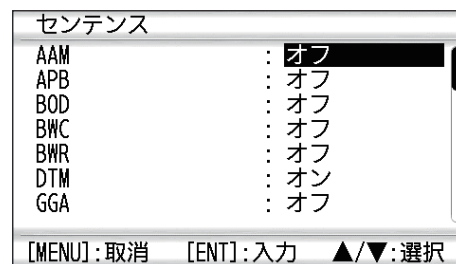 センテンス
AAM : オフ
APB : オフ
BOD : オフ
BWC : オフ
BWR : オフ
DTM : オン
GGA : オフ
[MENU]:取消 [ENT]:入力 ▲/▼:選択